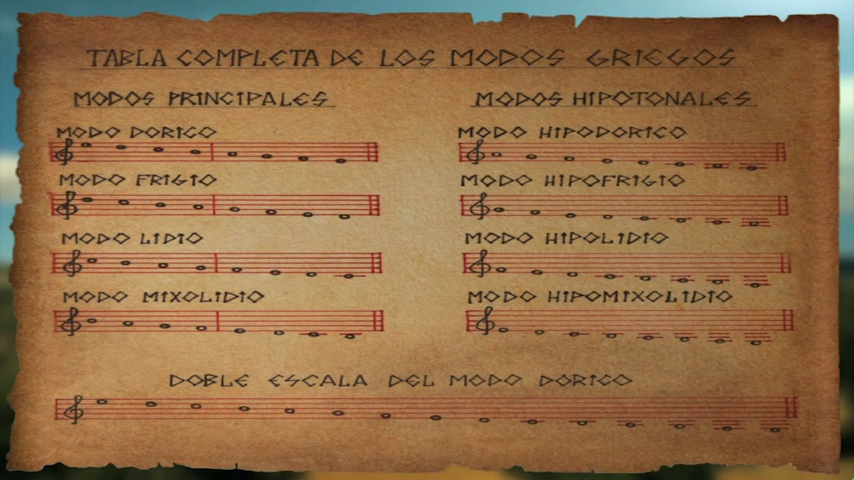 TABLA COMPLETA DE LOS MODOS GRIEGOS
MODOS PRINCIPALES
MODO DORICO
MODO FRIGIO
MODO LIDIO
MODO MIXOLIDIO
MODOS HIPOTONALES
MODO HIPODORICO
MODO HIPOFRIGIO
MODO HIPOLIDIO
MODO HIPOMIXOLIDIO
DOBLE ESCALA DEL MODO DORICO